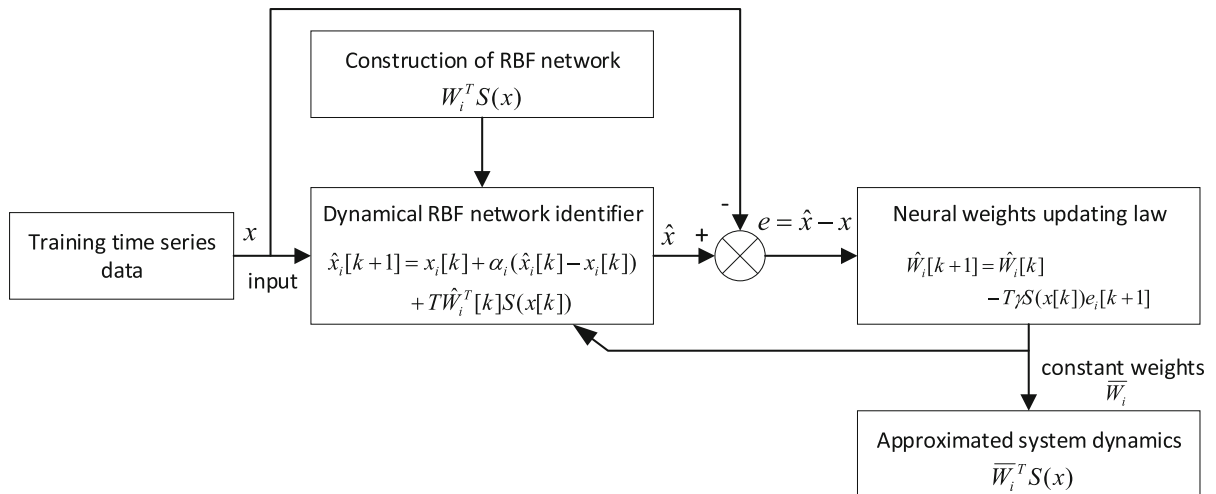 Construction of RBF network
W_i^T S(x)
Training time series
data
x
input
Dynamical RBF network identifier
x̂_i[k+1] = x_i[k] + α_i(x̂_i[k] − x_i[k])
+ TŴ_i^T[k]S(x[k])
x̂
+
-
e = x̂ − x
Neural weights updating law
Ŵ_i[k+1] = Ŵ_i[k]
− TγS(x[k])e_i[k+1]
constant weights
W̅_i
Approximated system dynamics
W̅_i^T S(x)